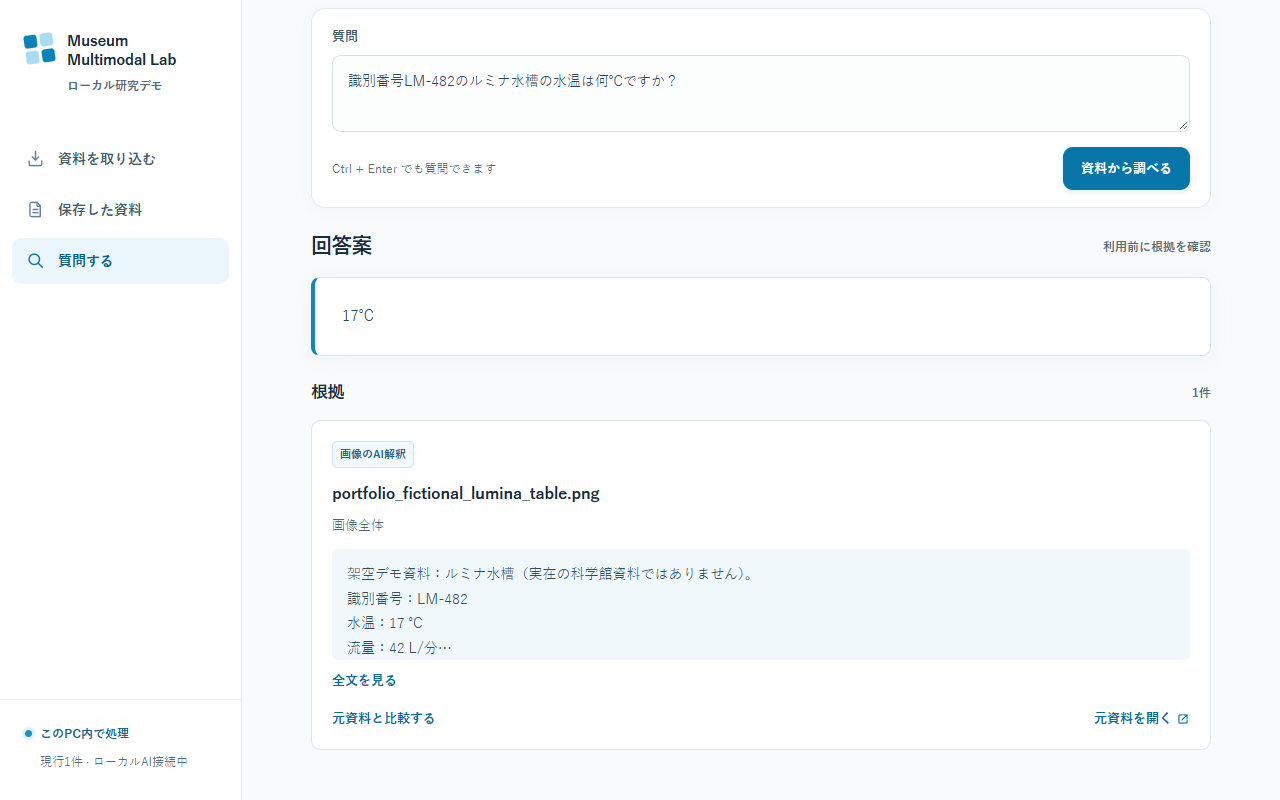 Museum
Multimodal Lab
ローカル研究デモ
資料を取り込む
保存した資料
質問する
このPC内で処理
現行1件 · ローカルAI接続中
質問
識別番号LM-482のルミナ水槽の水温は何°Cですか？
Ctrl + Enter でも質問できます
資料から調べる
回答案
利用前に根拠を確認
17°C
根拠
1件
画像のAI解釈
portfolio_fictional_lumina_table.png
画像全体
架空デモ資料：ルミナ水槽（実在の科学館資料ではありません）。
識別番号：LM-482
水温：17 °C
流量：42 L/分…
全文を見る
元資料と比較する
元資料を開く